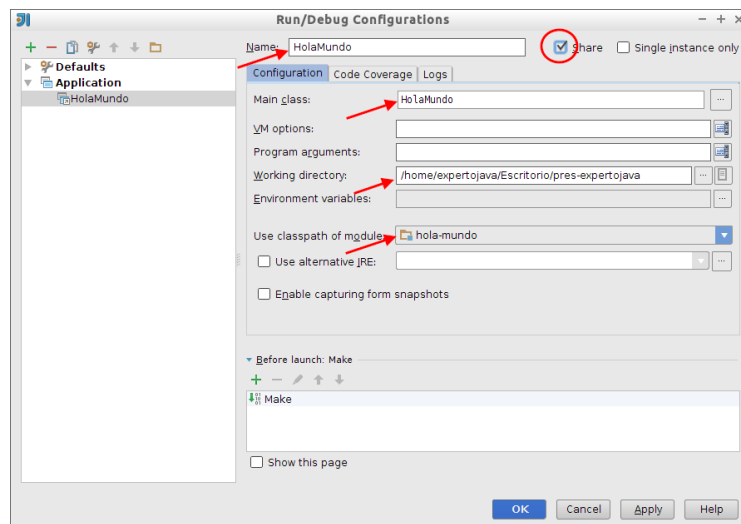 Run/Debug Configurations
Name: HolaMundo Share Single instance only
Defaults
Application
HolaMundo
Configuration Code Coverage Logs
Main class: HolaMundo ...
VM options:
Program arguments:
Working directory: /home/expertojava/Escritorio/pres-expertojava ...
Environment variables: ...
Use classpath of module: hola-mundo
Use alternative JRE: ...
Enable capturing form snapshots
Before launch: Make
Make
Show this page
OK Cancel Apply Help